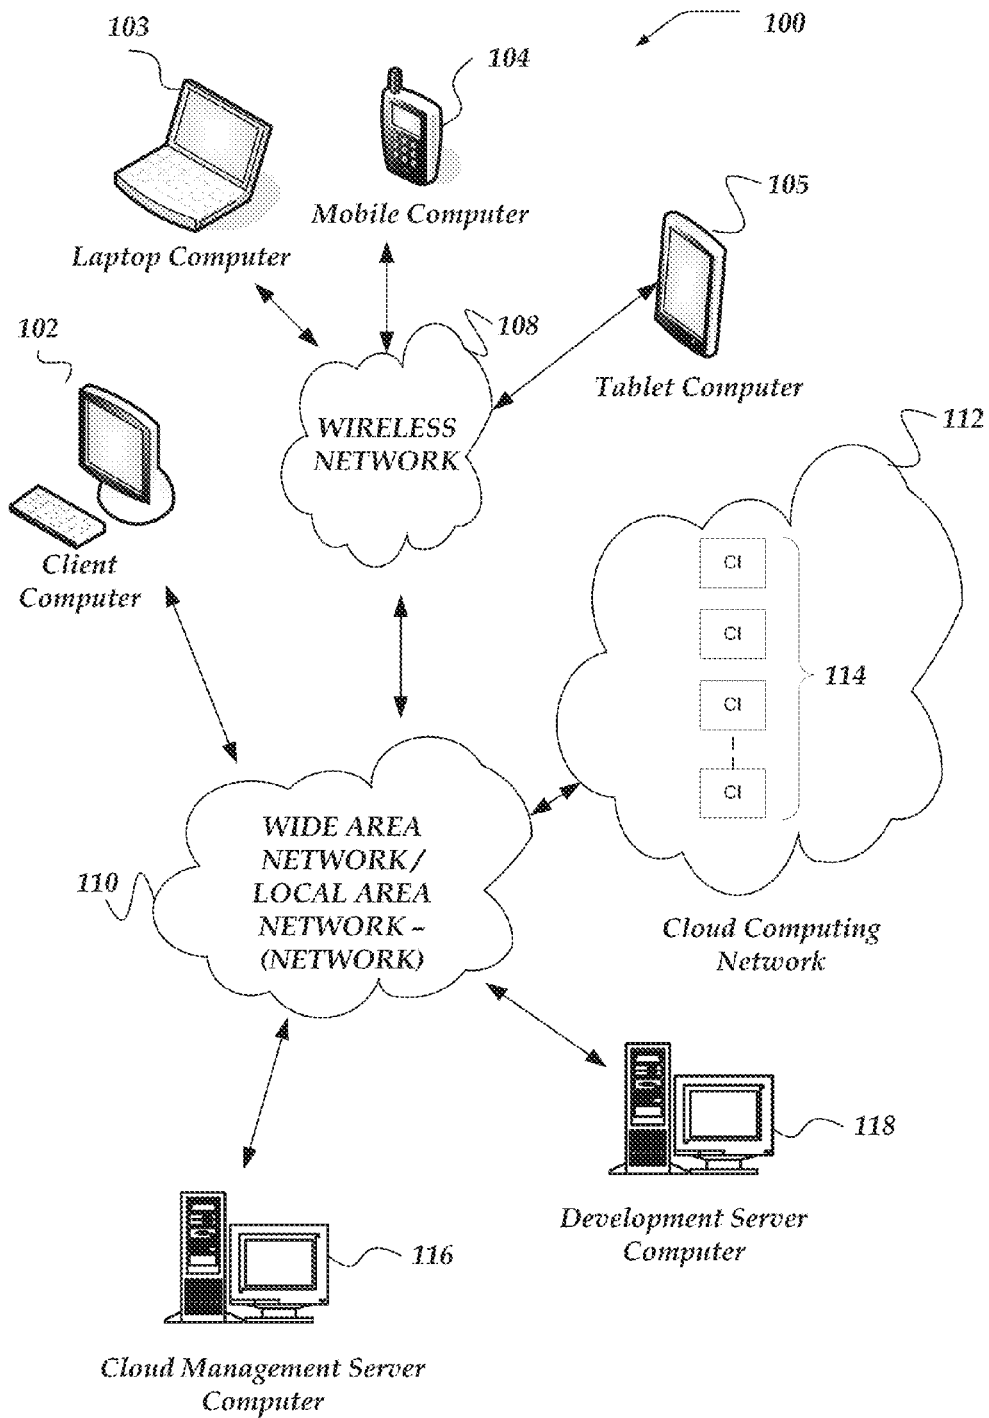 103
100
104
Mobile Computer
Laptop Computer
105
Tablet Computer
102
Client
Computer
108
WIRELESS
NETWORK
112
CI
CI
CI
CI
114
Cloud Computing
Network
110
WIDE AREA
NETWORK /
LOCAL AREA
NETWORK –
(NETWORK)
118
Development Server
Computer
116
Cloud Management Server
Computer